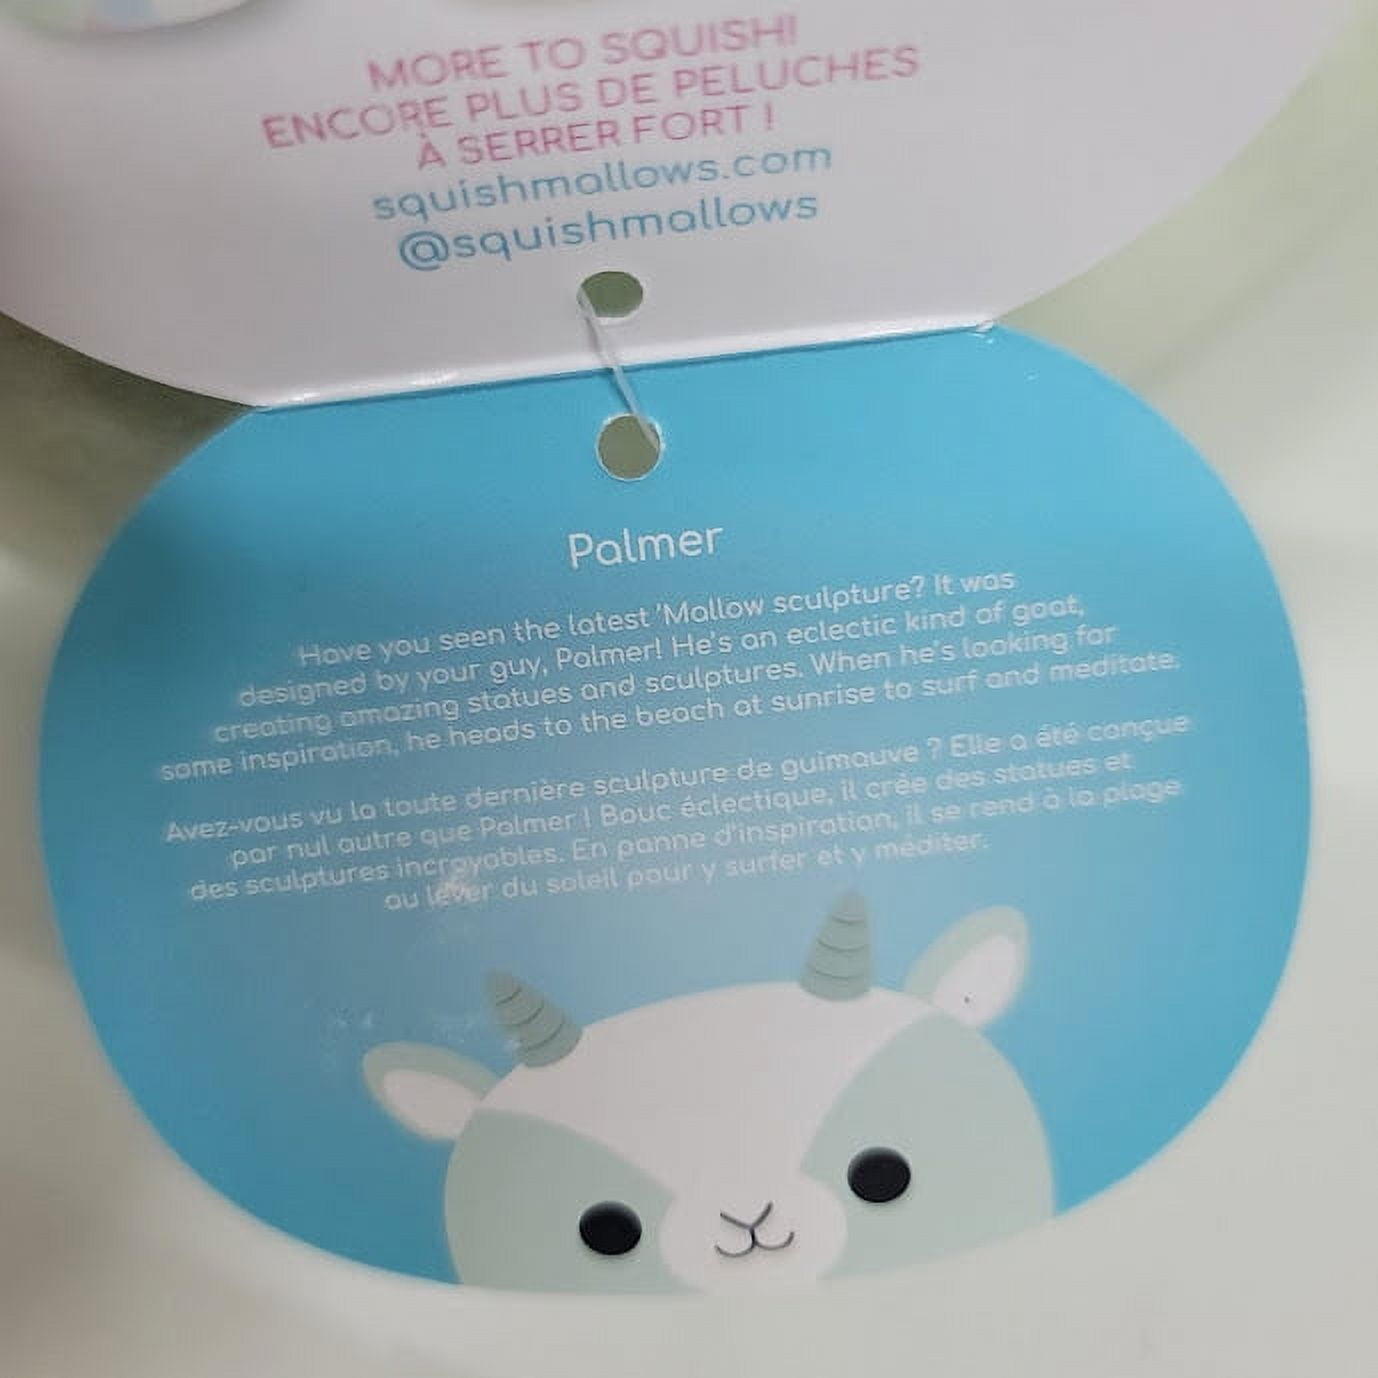 MORE TO SQUISH!
ENCORE PLUS DE PELUCHES
À SERRER FORT !
squishmallows.com
@squishmallows
Palmer
Have you seen the latest 'Mallow sculpture? It was
designed by your guy, Palmer! He's an eclectic kind of goat,
creating amazing statues and sculptures. When he's looking for
some inspiration, he heads to the beach at sunrise to surf and meditate.
Avez-vous vu la toute dernière sculpture de guimauve ? Elle a été conçue
par nul autre que Palmer ! Bouc éclectique, il crée des statues et
des sculptures incroyables. En panne d'inspiration, il se rend à la plage
au lever du soleil pour y surfer et y méditer.